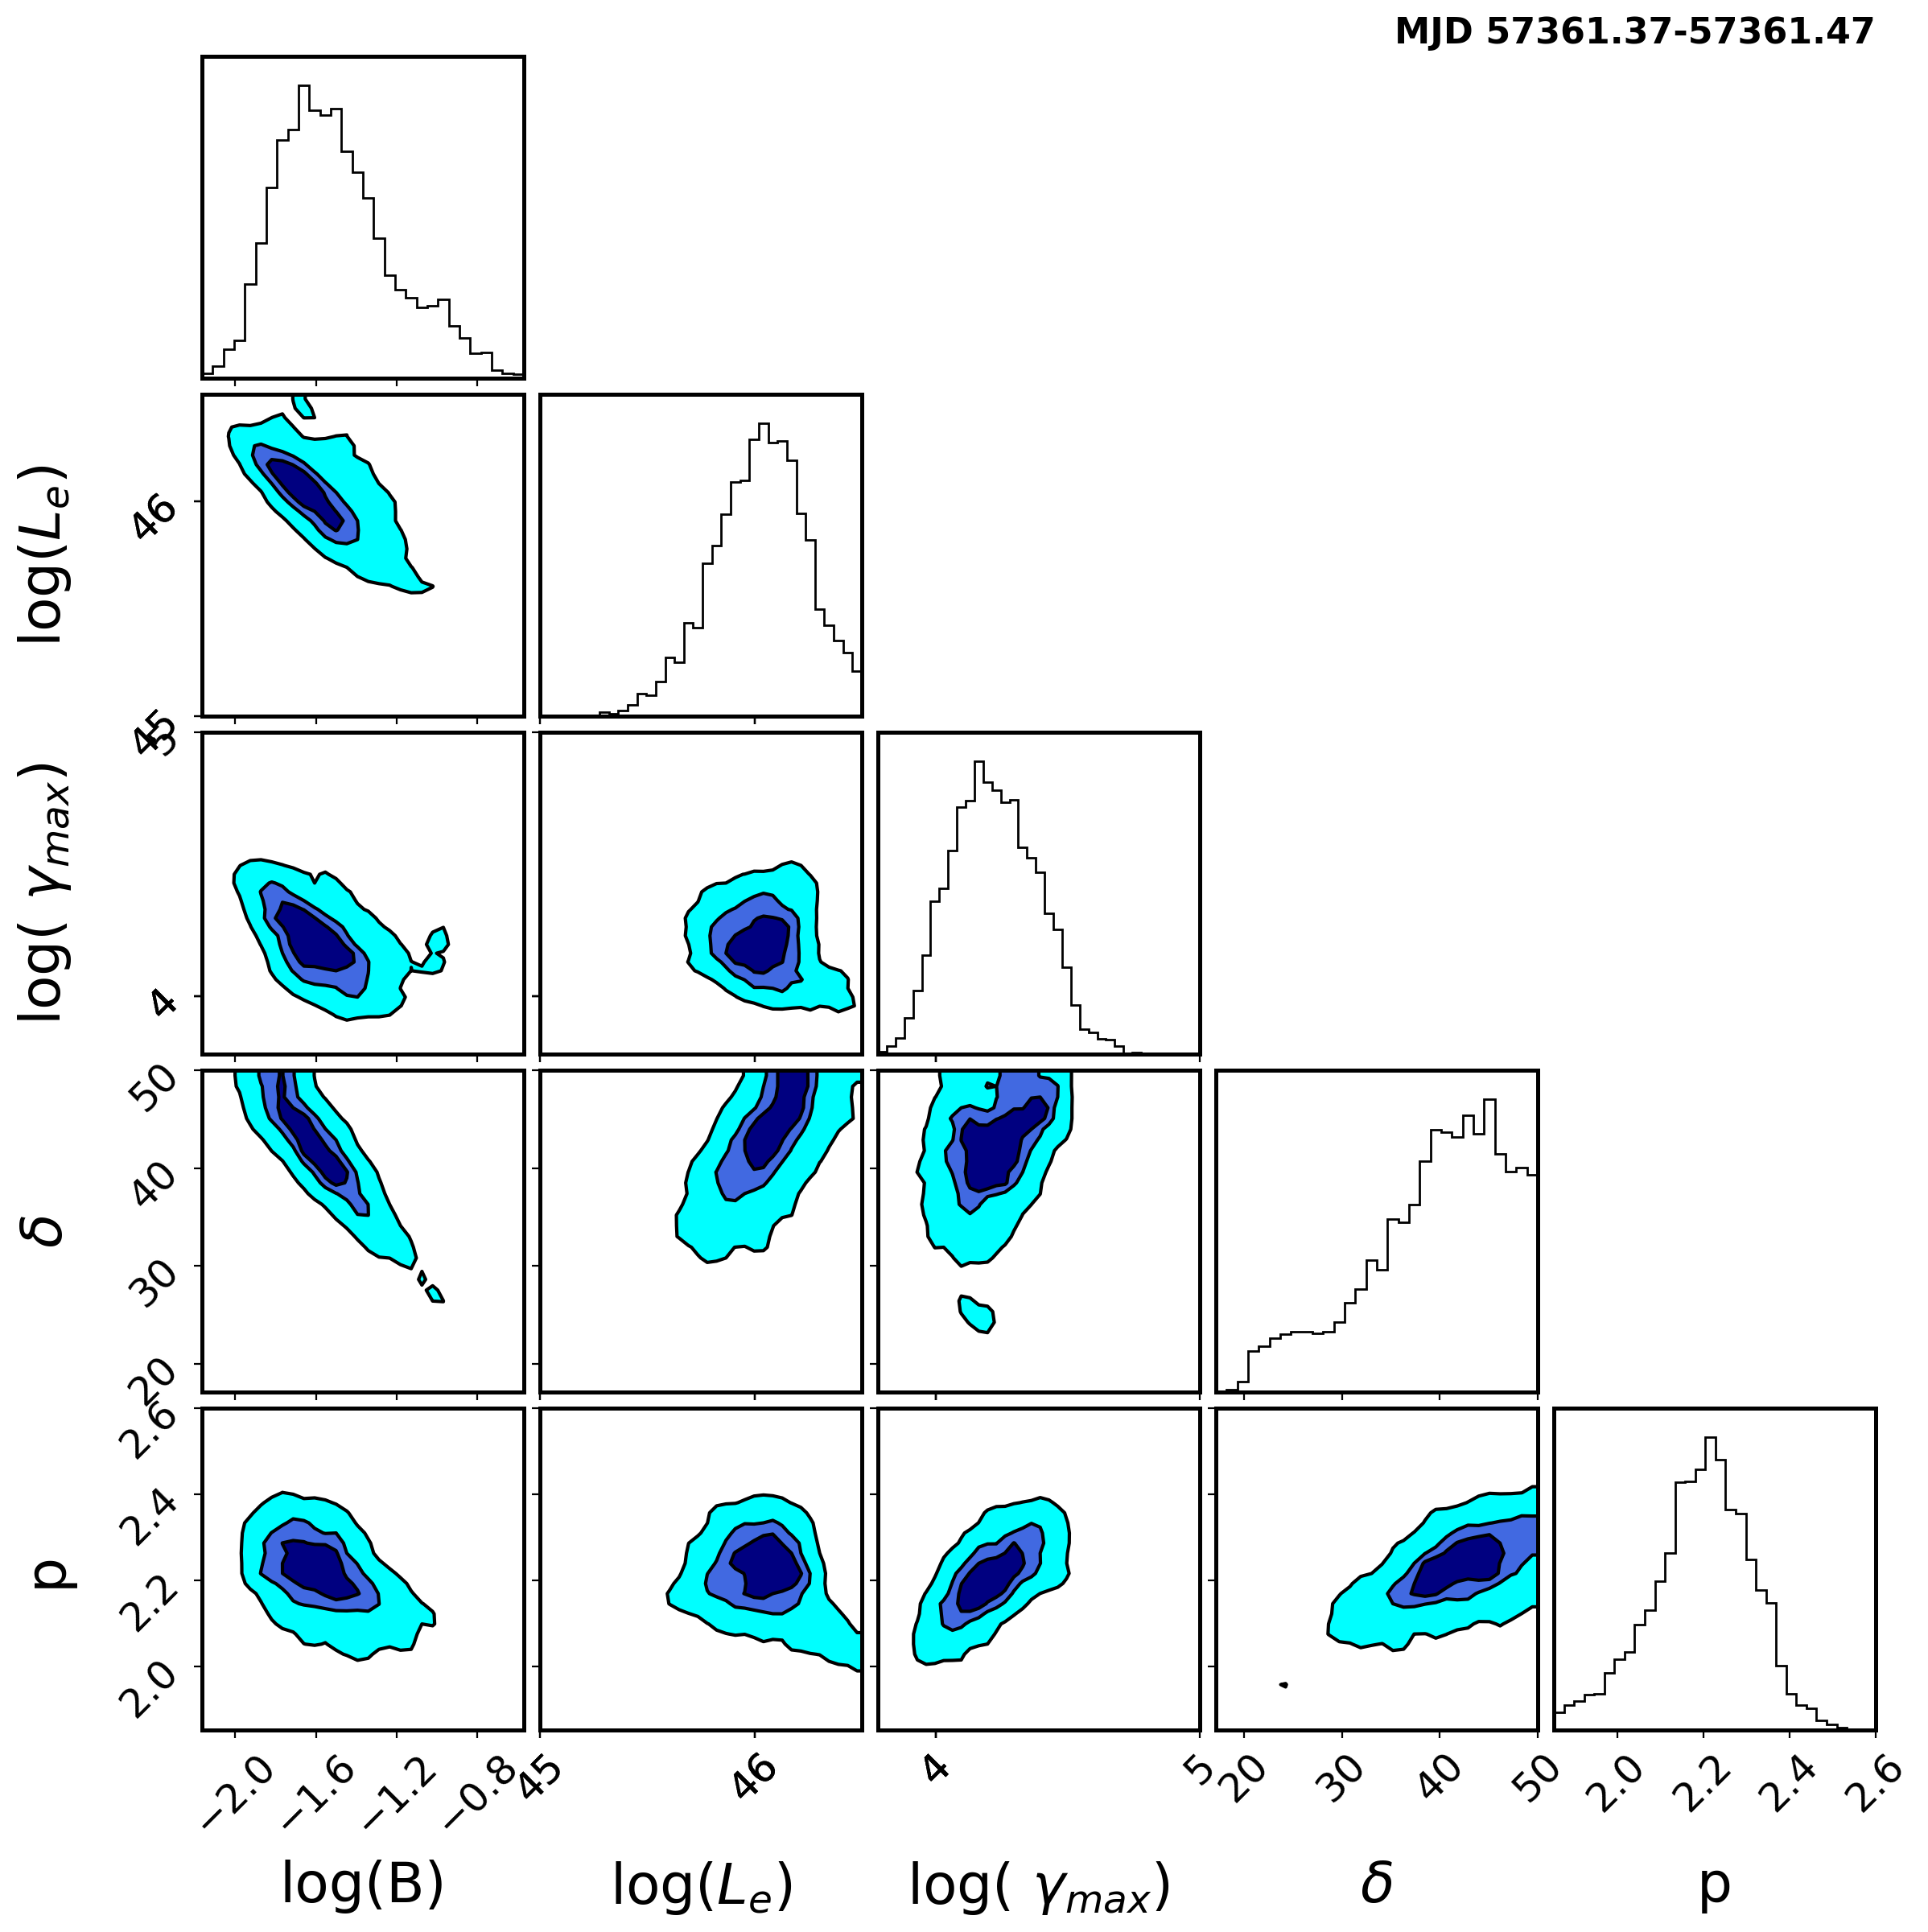 MJD 57361.37-57361.47
log(Lₑ)
46
45
5
log( γₘₐₓ)
4
50
40
30
20
δ
2.6
2.4
2.2
2.0
p
−2.0 −1.6 −1.2 −0.8 45 46 4 5 20 30 40 50 2.0 2.2 2.4 2.6
log(B) log(Lₑ) log( γₘₐₓ) δ p